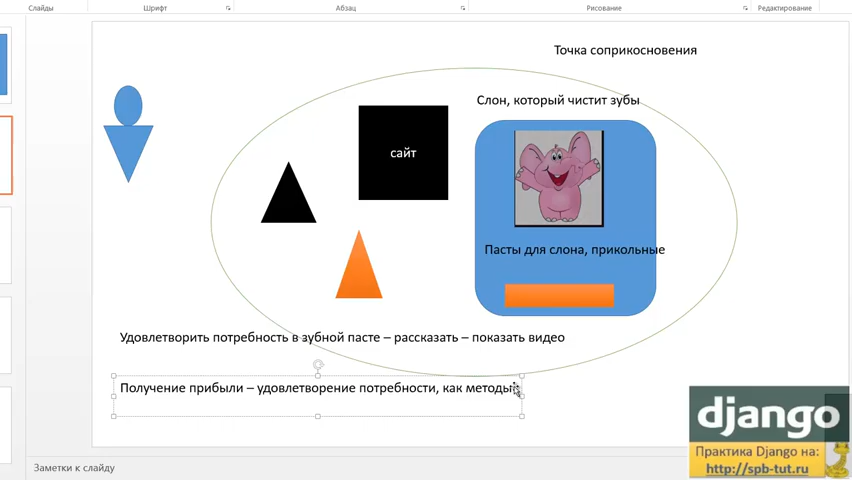 Слайды
Шрифт
Абзац
Рисование
Редактирование
Точка соприкосновения
Слон, который чистит зубы
сайт
Пасты для слона, прикольные
Удовлетворить потребность в зубной пасте – рассказать – показать видео
Получение прибыли – удовлетворение потребности, как методы
django
Практика Django на:
http://spb-tut.ru
Заметки к слайду